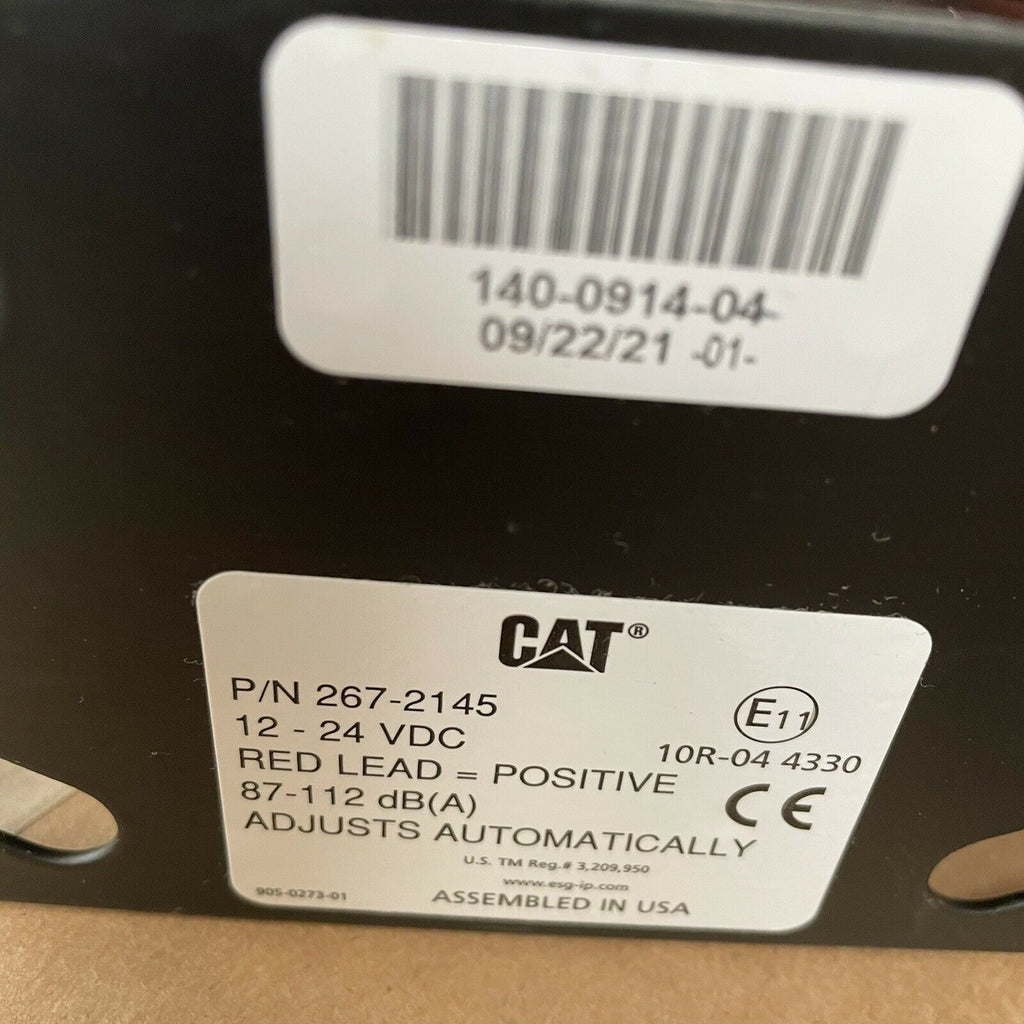 140-0914-04-
09/22/21 -01-
CAT®
P/N 267-2145
12 - 24 VDC
RED LEAD = POSITIVE
87-112 dB(A)
ADJUSTS AUTOMATICALLY
E11
10R-04 4330
CE
U.S. TM Reg.# 3,209,950
www.esg-ip.com
905-0273-01
ASSEMBLED IN USA